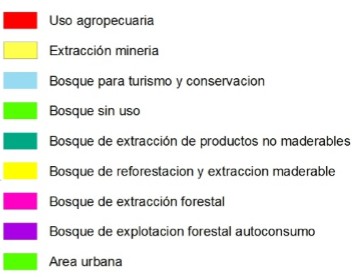 Uso agropecuaria
Extracción mineria
Bosque para turismo y conservacion
Bosque sin uso
Bosque de extracción de productos no maderables
Bosque de reforestacion y extraccion maderable
Bosque de extracción forestal
Bosque de explotacion forestal autoconsumo
Area urbana